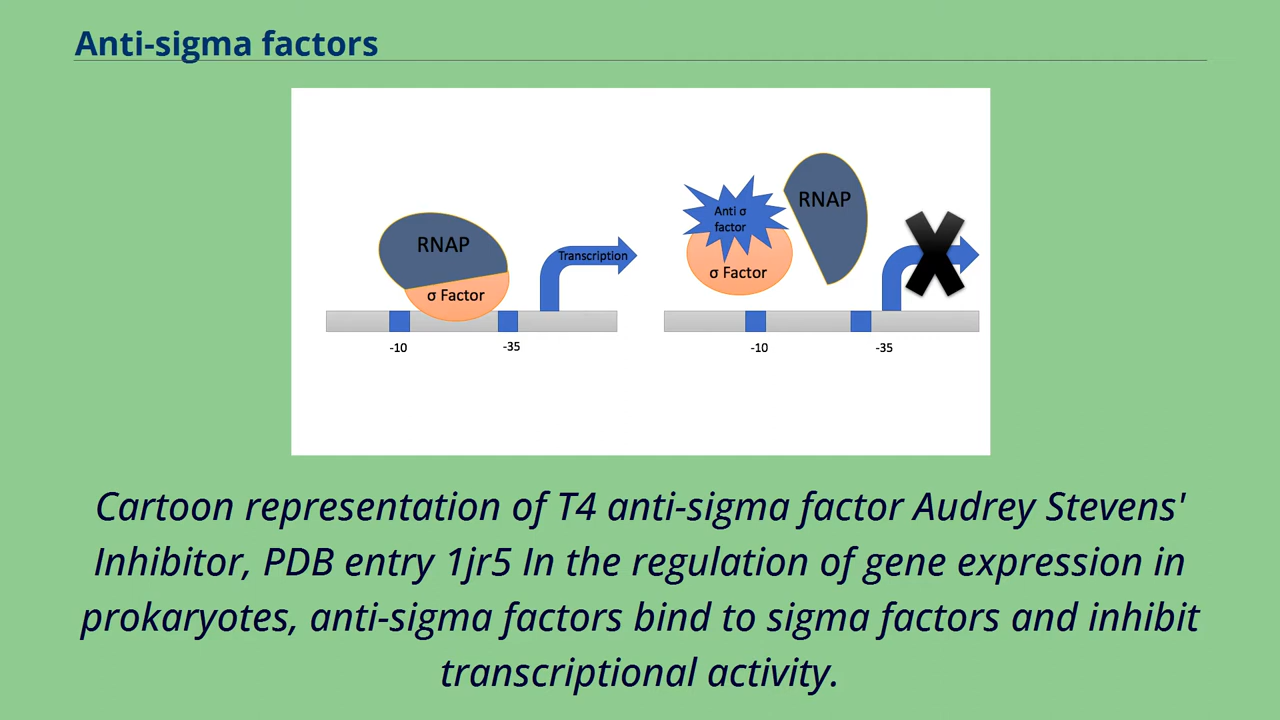 Anti-sigma factors
RNAP
σ Factor
Transcription
-10
-35
Anti σ
factor
σ Factor
RNAP
-10
-35
Cartoon representation of T4 anti-sigma factor Audrey Stevens'
Inhibitor, PDB entry 1jr5 In the regulation of gene expression in
prokaryotes, anti-sigma factors bind to sigma factors and inhibit
transcriptional activity.